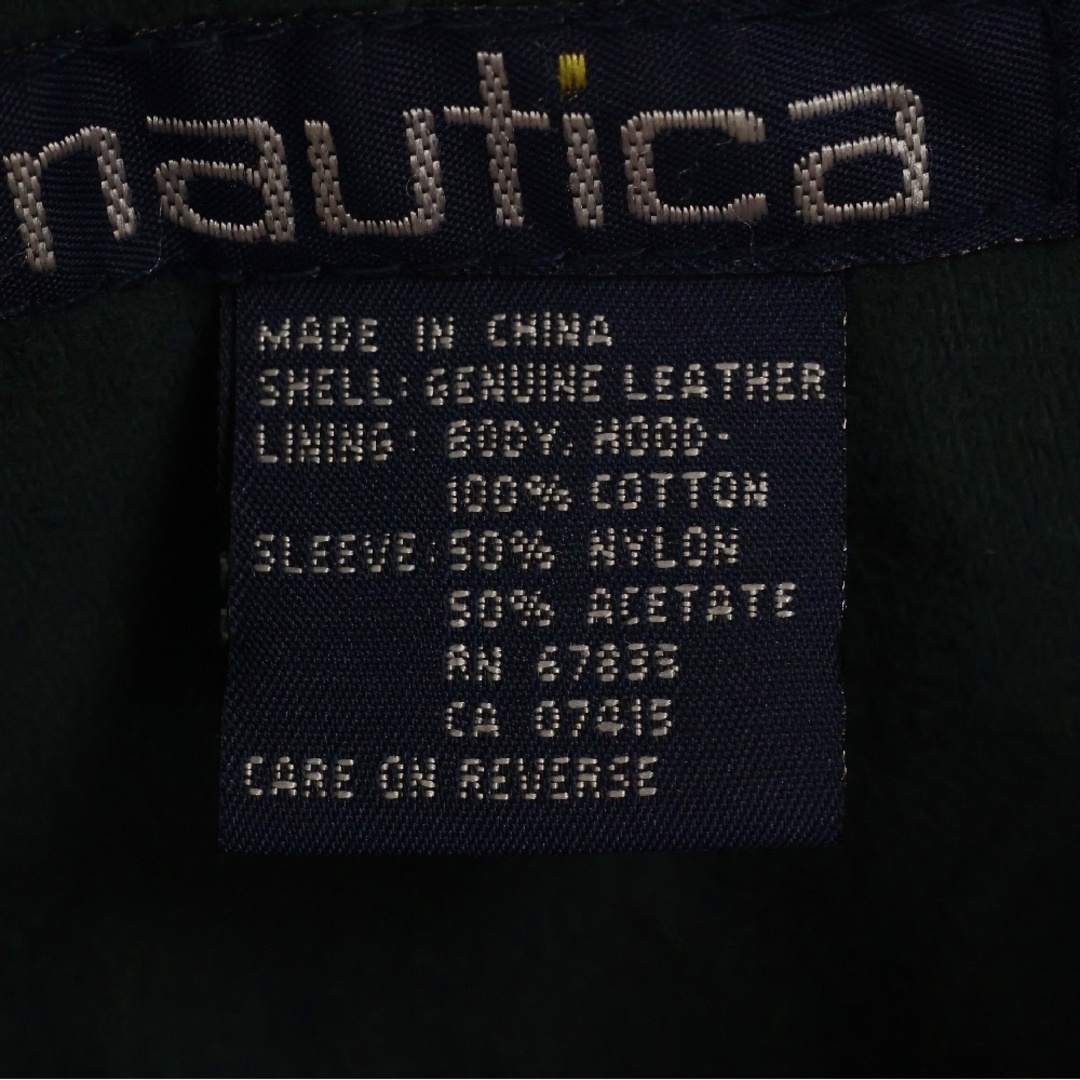 nautica
MADE IN CHINA
SHELL: GENUINE LEATHER
LINING: BODY. HOOD-
100% COTTON
SLEEVE: 50% NYLON
50% ACETATE
RN 67835
CA 07415
CARE ON REVERSE